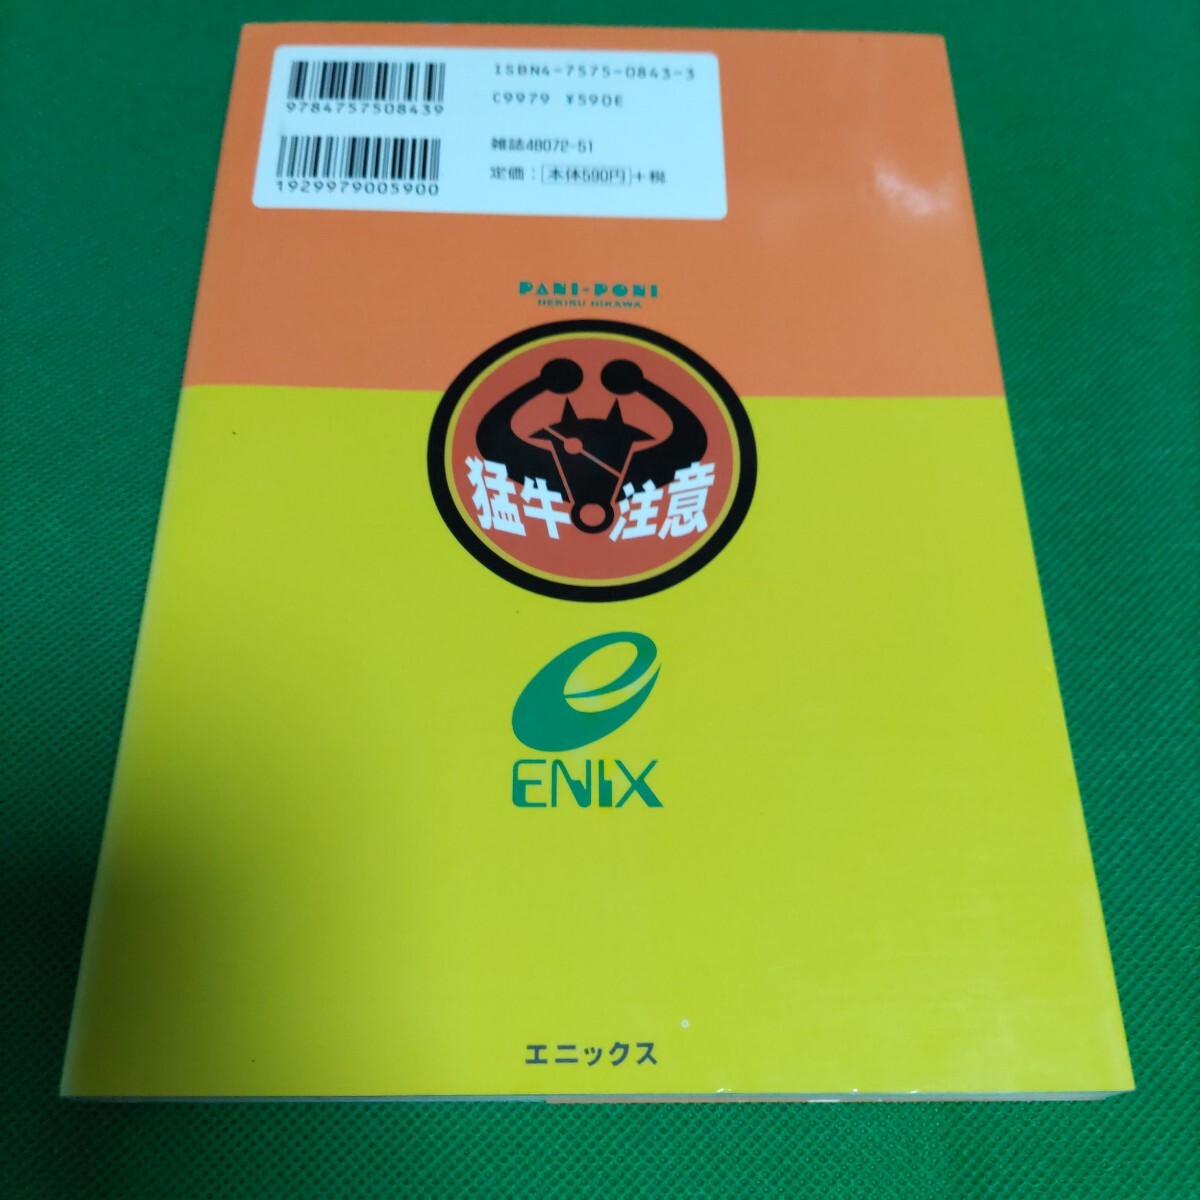 9784757508439
1929979005900
ISBN4-7575-0843-3
C9979 ¥590E
雑誌48072-51
定価：本体590円＋税
PANI-PONI
HEKIRU HIKAWA
猛牛注意
e
ENIX
エニックス